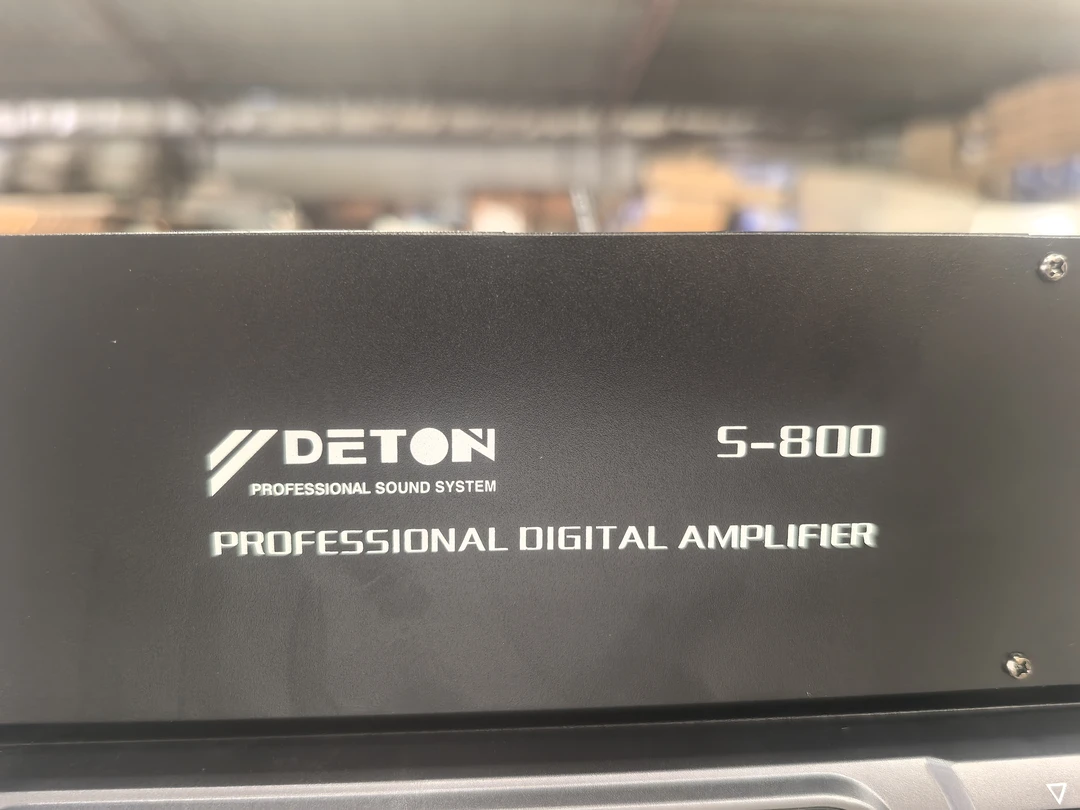 DETON
S-800
PROFESSIONAL SOUND SYSTEM
PROFESSIONAL DIGITAL AMPLIFIER